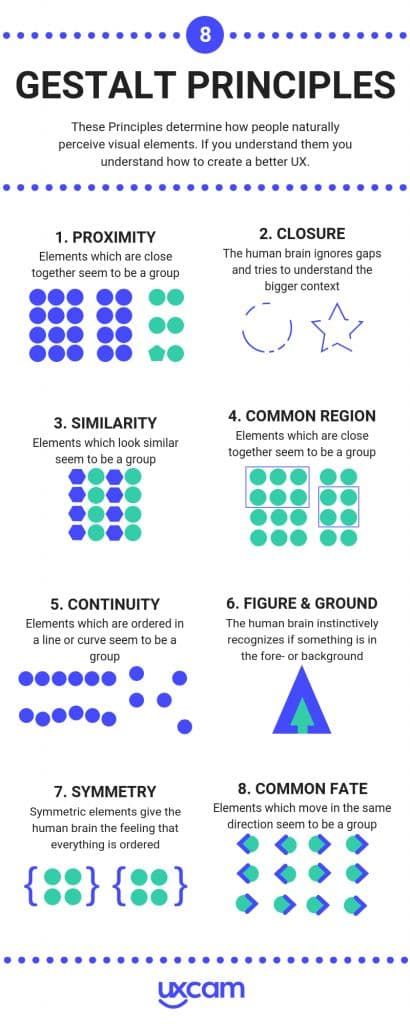 8
GESTALT PRINCIPLES
These Principles determine how people naturally
perceive visual elements. If you understand them you
understand how to create a better UX.
1. PROXIMITY
Elements which are close
together seem to be a group
2. CLOSURE
The human brain ignores gaps
and tries to understand the
bigger context
3. SIMILARITY
Elements which look similar
seem to be a group
4. COMMON REGION
Elements which are close
together seem to be a group
5. CONTINUITY
Elements which are ordered in
a line or curve seem to be a
group
6. FIGURE & GROUND
The human brain instinctively
recognizes if something is in
the fore- or background
7. SYMMETRY
Symmetric elements give the
human brain the feeling that
everything is ordered
{ } { }
8. COMMON FATE
Elements which move in the same
direction seem to be a group
uxcam